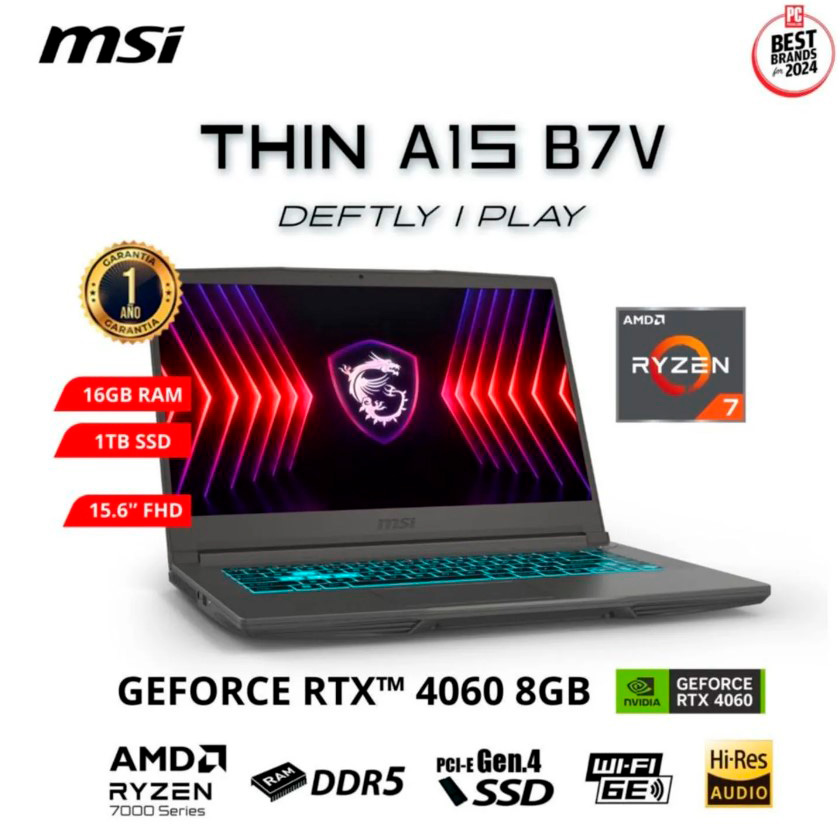 msi
PC
BEST
BRANDS
for 2024
THIN A15 B7V
DEFTLY I PLAY
GARANTIA
1
AÑO
GARANTIA
AMD
RYZEN
7
16GB RAM
1TB SSD
15.6" FHD
msi
GEFORCE RTX™ 4060 8GB
NVIDIA
GEFORCE
RTX 4060
AMD
RYZEN
7000 Series
RAM
DDR5
PCI-E Gen.4
SSD
WI-FI
6E
Hi-Res
AUDIO